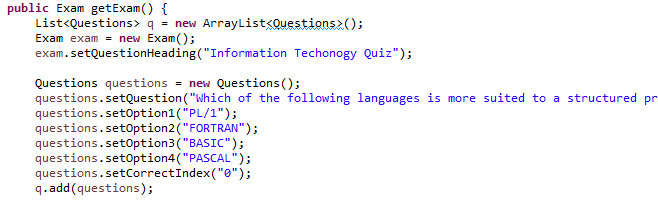 public Exam getExam() {
List<Questions> q = new ArrayList<Questions>();
Exam exam = new Exam();
exam.setQuestionHeading("Information Techonogy Quiz");
Questions questions = new Questions();
questions.setQuestion("Which of the following languages is more suited to a structured pr
questions.setOption1("PL/1");
questions.setOption2("FORTRAN");
questions.setOption3("BASIC");
questions.setOption4("PASCAL");
questions.setCorrectIndex("0");
q.add(questions);